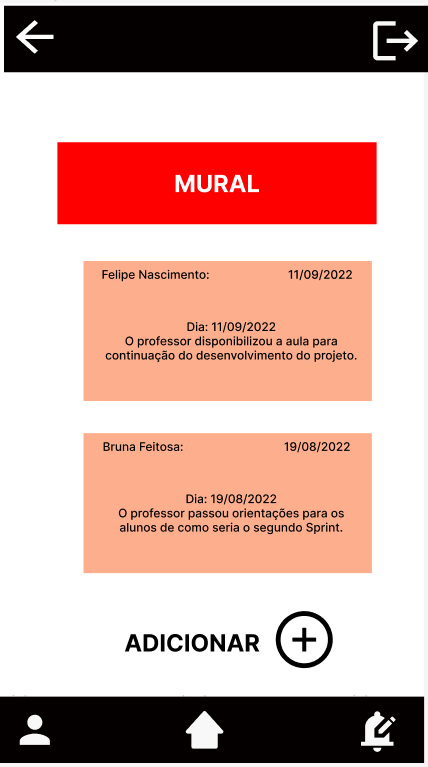 MURAL
Felipe Nascimento: 11/09/2022
Dia: 11/09/2022
O professor disponibilizou a aula para
continuação do desenvolvimento do projeto.
Bruna Feitosa: 19/08/2022
Dia: 19/08/2022
O professor passou orientações para os
alunos de como seria o segundo Sprint.
ADICIONAR